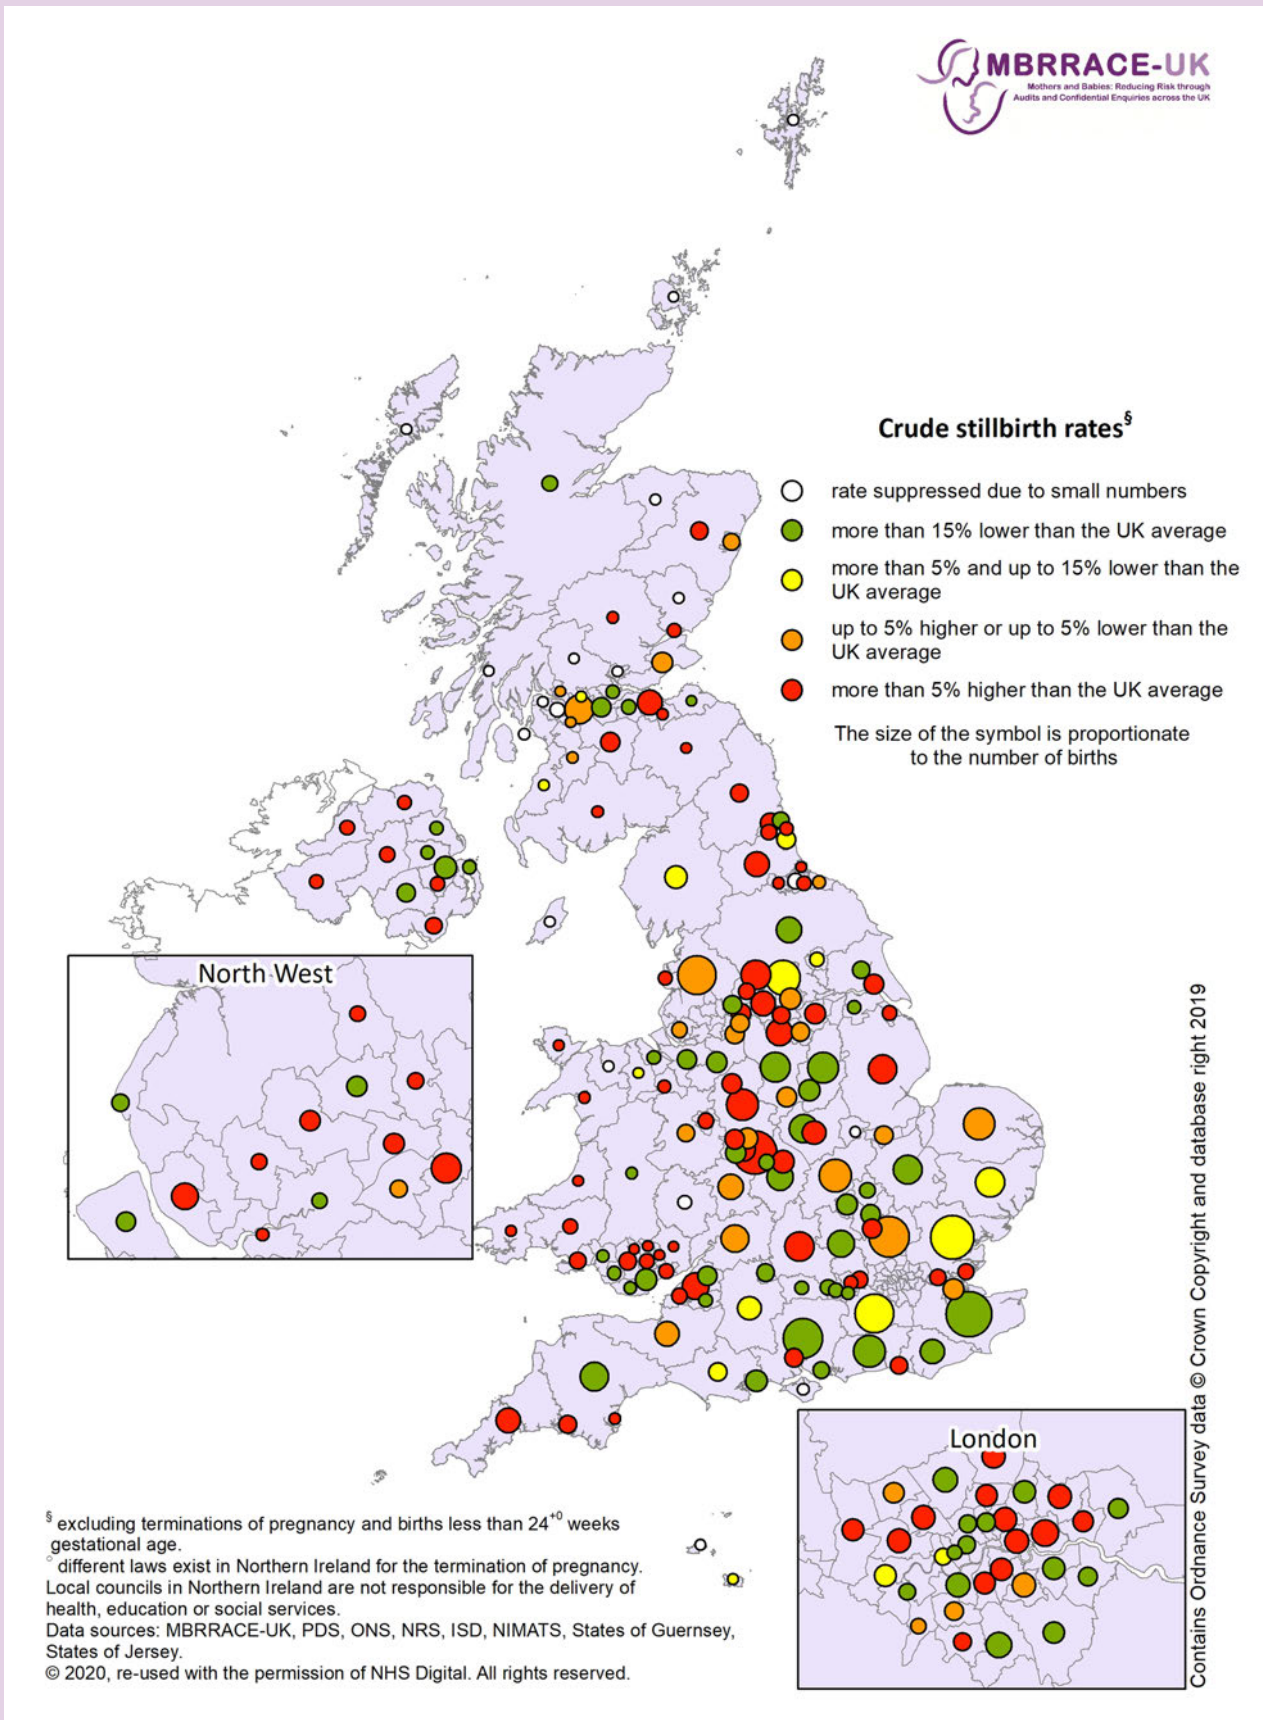 MBRRACE-UK
Mothers and Babies: Reducing Risk through
Audits and Confidential Enquiries across the UK
Crude stillbirth rates§
rate suppressed due to small numbers
more than 15% lower than the UK average
more than 5% and up to 15% lower than the
UK average
up to 5% higher or up to 5% lower than the
UK average
more than 5% higher than the UK average
The size of the symbol is proportionate
to the number of births
North West
London
§ excluding terminations of pregnancy and births less than 24+0 weeks
gestational age.
○ different laws exist in Northern Ireland for the termination of pregnancy.
Local councils in Northern Ireland are not responsible for the delivery of
health, education or social services.
Data sources: MBRRACE-UK, PDS, ONS, NRS, ISD, NIMATS, States of Guernsey,
States of Jersey.
© 2020, re-used with the permission of NHS Digital. All rights reserved.
Contains Ordnance Survey data © Crown Copyright and database right 2019